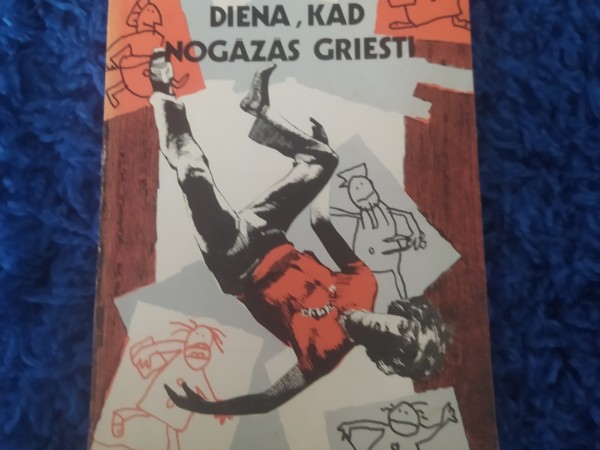 DIENA, KAD
NOGĀZĀS GRIESTI